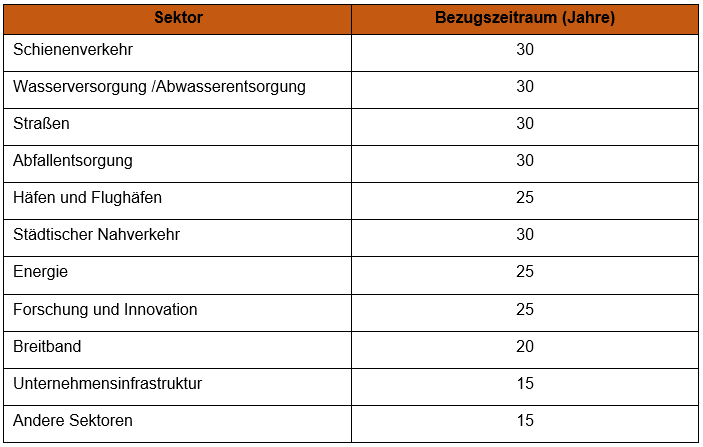 Sektor Bezugszeitraum (Jahre)
Schienenverkehr 30
Wasserversorgung /Abwasserentsorgung 30
Straßen 30
Abfallentsorgung 30
Häfen und Flughäfen 25
Städtischer Nahverkehr 30
Energie 25
Forschung und Innovation 25
Breitband 20
Unternehmensinfrastruktur 15
Andere Sektoren 15